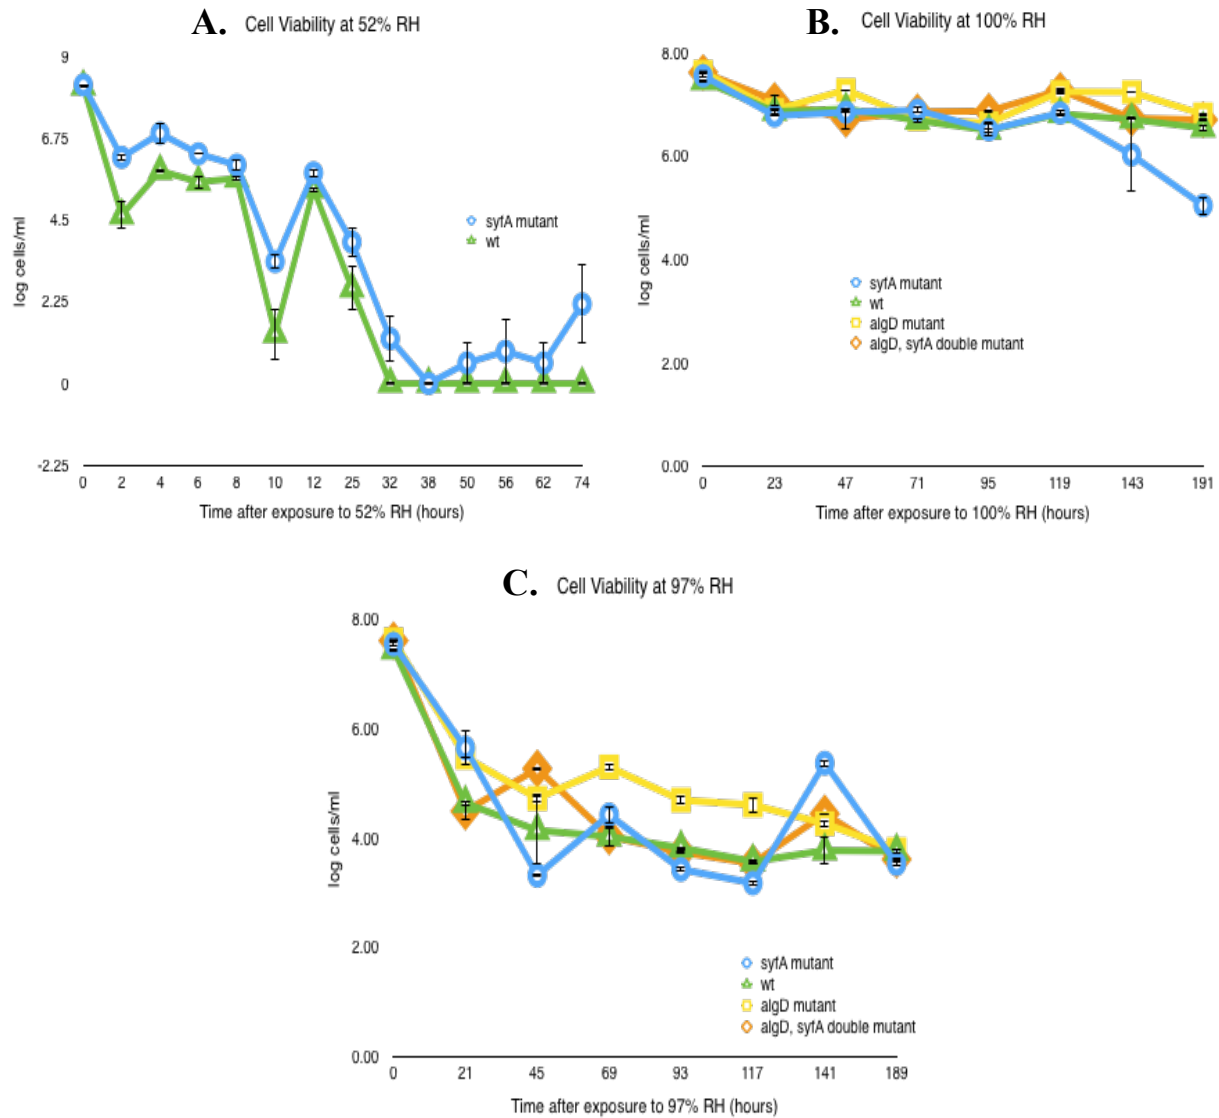 A. Cell Viability at 52% RH
9
6.75
4.5
2.25
0
-2.25
log cells/ml
syfA mutant
wt
0 2 4 6 8 10 12 25 32 38 50 56 62 74
Time after exposure to 52% RH (hours)
B. Cell Viability at 100% RH
8.00
6.00
4.00
2.00
0.00
log cells/ml
syfA mutant
wt
algD mutant
algD, syfA double mutant
0 23 47 71 95 119 143 191
Time after exposure to 100% RH (hours)
C. Cell Viability at 97% RH
8.00
6.00
4.00
2.00
0.00
log cells/ml
syfA mutant
wt
algD mutant
algD, syfA double mutant
0 21 45 69 93 117 141 189
Time after exposure to 97% RH (hours)